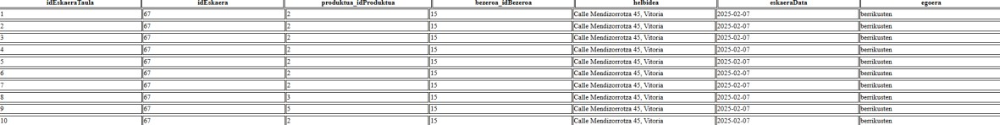 idEskaeraTaula idEskaera produktua_idProduktua bezeroa_idBezeroa helbidea eskaeraData egoera
1 67 2 15 Calle Mendizorrotza 45, Vitoria 2025-02-07 berrikusten
2 67 2 15 Calle Mendizorrotza 45, Vitoria 2025-02-07 berrikusten
3 67 2 15 Calle Mendizorrotza 45, Vitoria 2025-02-07 berrikusten
4 67 2 15 Calle Mendizorrotza 45, Vitoria 2025-02-07 berrikusten
5 67 2 15 Calle Mendizorrotza 45, Vitoria 2025-02-07 berrikusten
6 67 2 15 Calle Mendizorrotza 45, Vitoria 2025-02-07 berrikusten
7 67 2 15 Calle Mendizorrotza 45, Vitoria 2025-02-07 berrikusten
8 67 3 15 Calle Mendizorrotza 45, Vitoria 2025-02-07 berrikusten
9 67 5 15 Calle Mendizorrotza 45, Vitoria 2025-02-07 berrikusten
10 67 2 15 Calle Mendizorrotza 45, Vitoria 2025-02-07 berrikusten